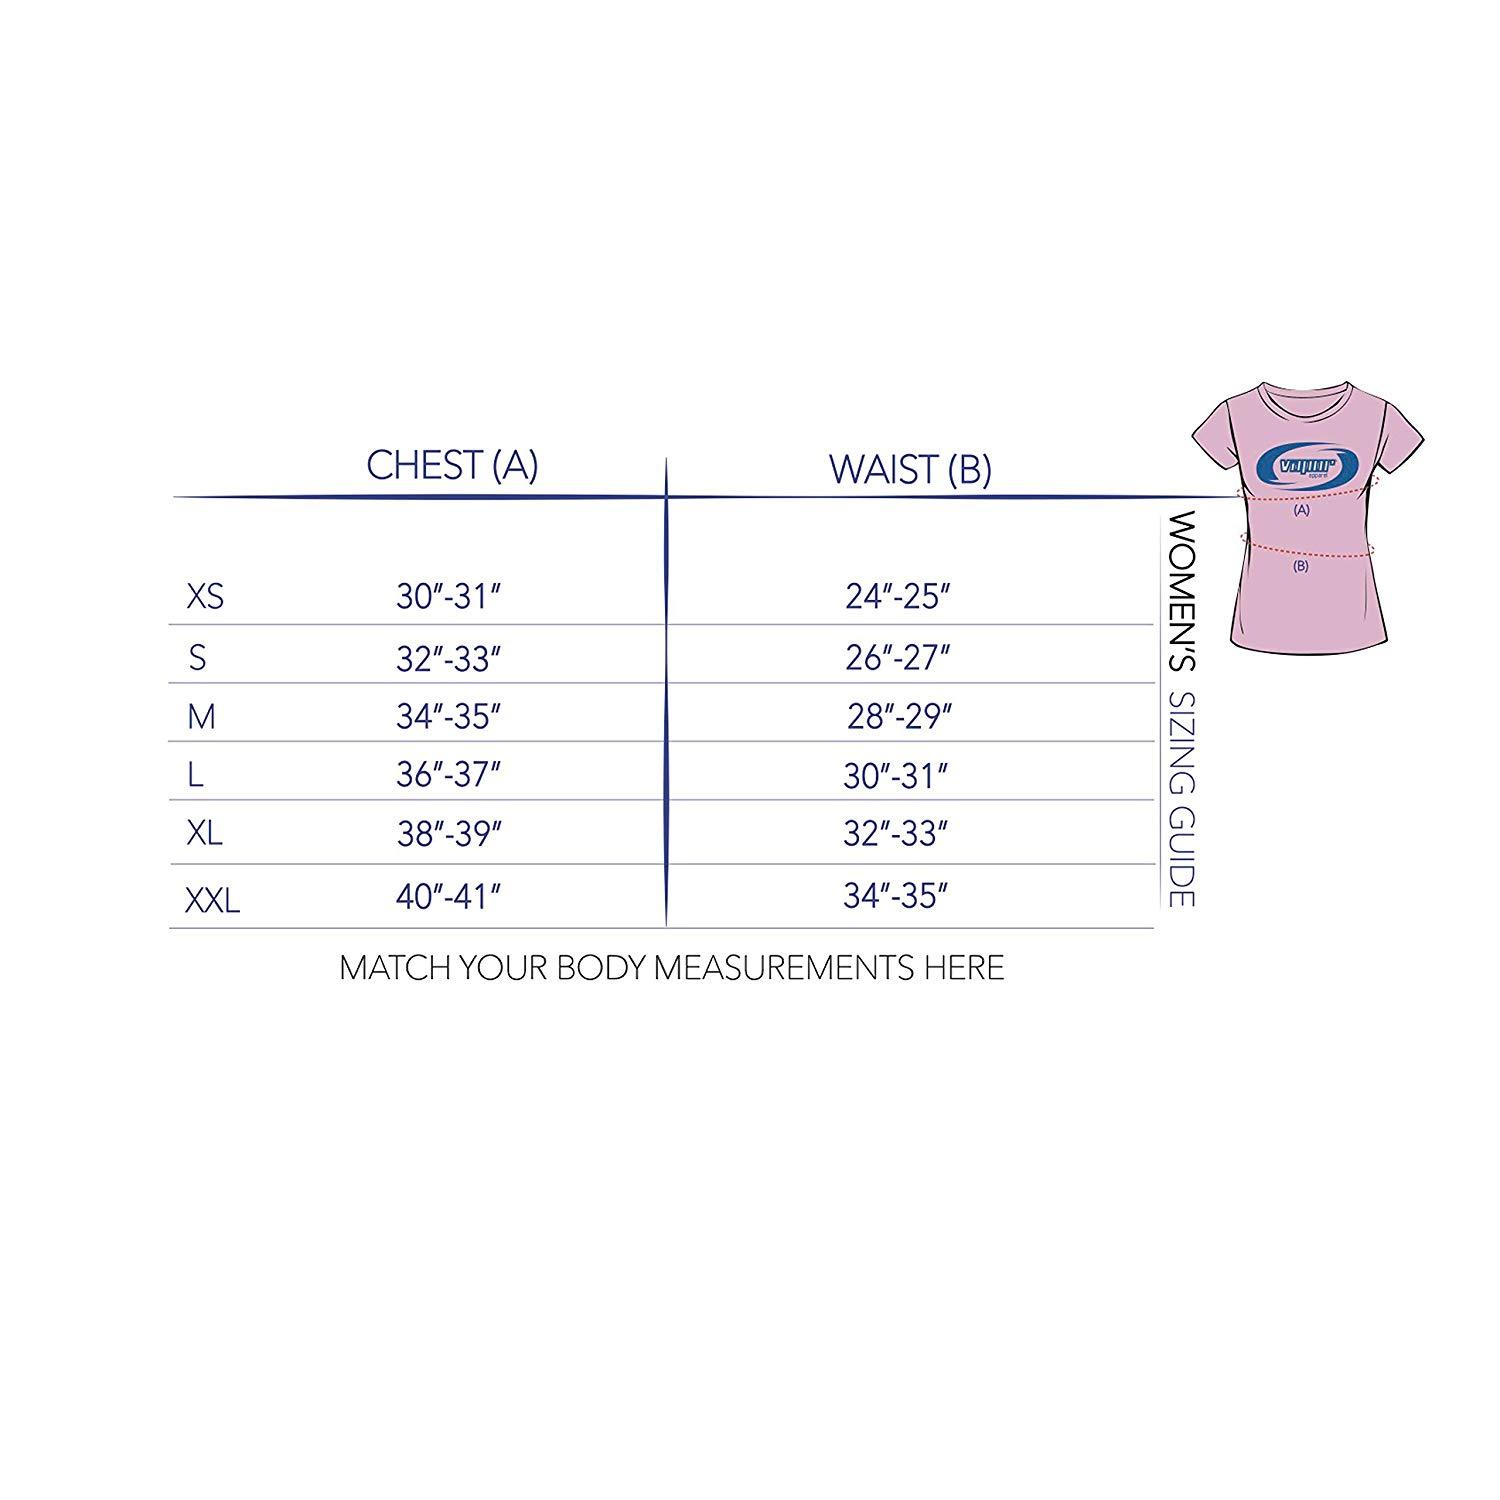 CHEST (A) WAIST (B)
XS 30”-31” 24”-25”
S 32”-33” 26”-27”
M 34”-35” 28”-29”
L 36”-37” 30”-31”
XL 38”-39” 32”-33”
XXL 40”-41” 34”-35”
MATCH YOUR BODY MEASUREMENTS HERE
WOMEN'S SIZING GUIDE
vapor
apparel
(A)
(B)